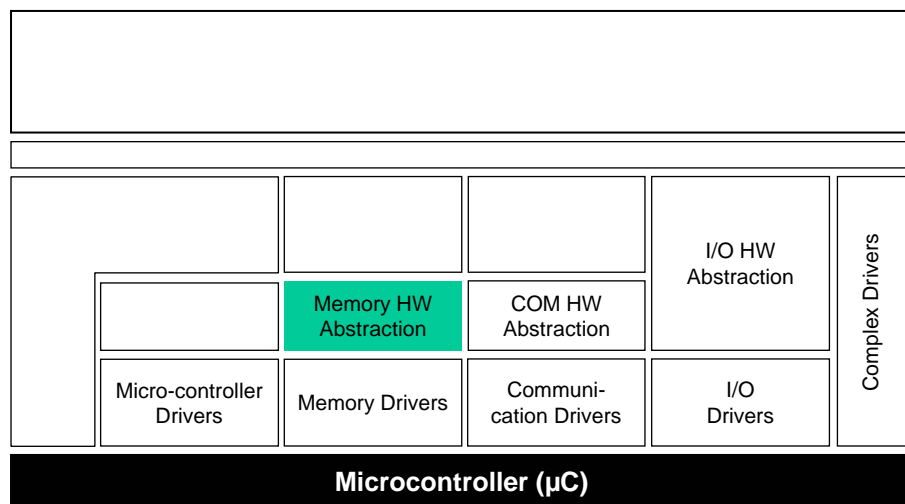 I/O HW
Abstraction
Complex Drivers
Memory HW
Abstraction
COM HW
Abstraction
Micro-controller
Drivers
Memory Drivers
Communi-
cation Drivers
I/O
Drivers
Microcontroller (µC)